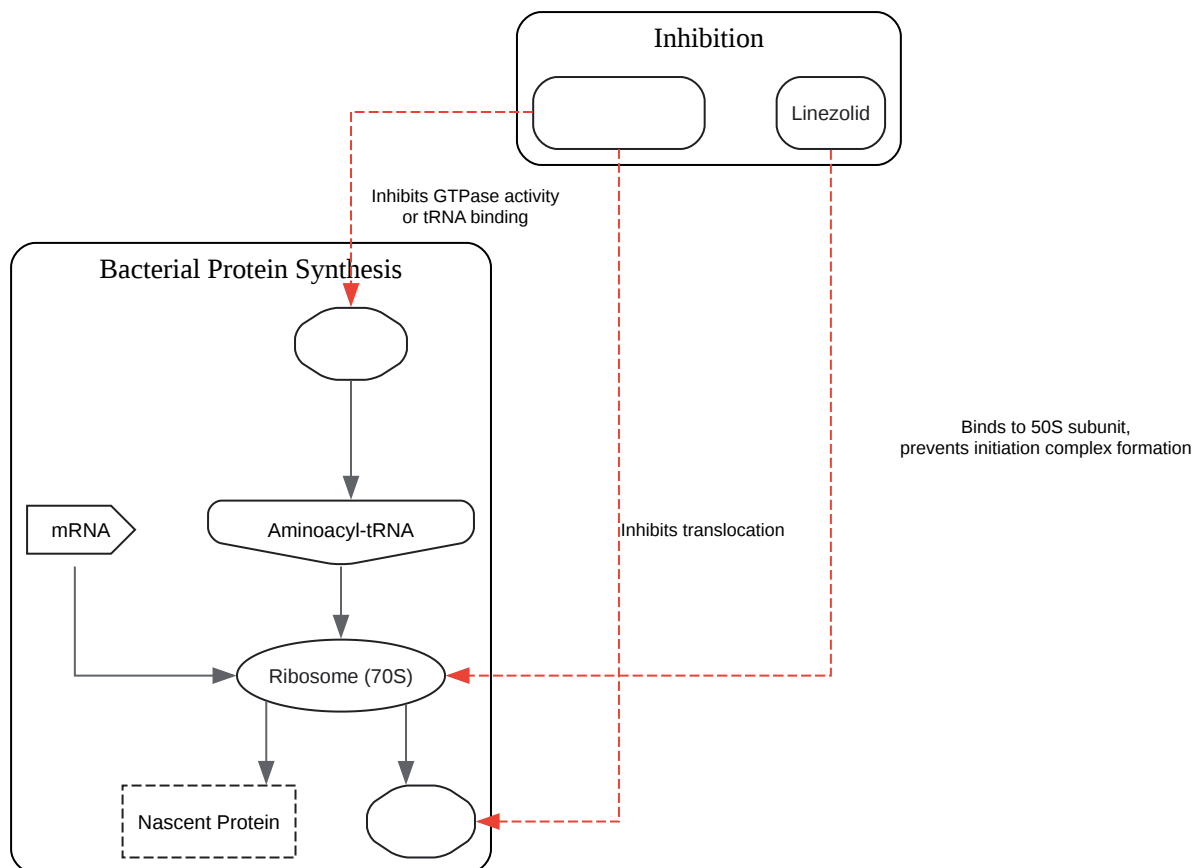 Inhibition
Linezolid
Inhibits GTPase activity
or tRNA binding
Bacterial Protein Synthesis
Binds to 50S subunit,
prevents initiation complex formation
mRNA
Aminoacyl-tRNA
Inhibits translocation
Ribosome (70S)
Nascent Protein